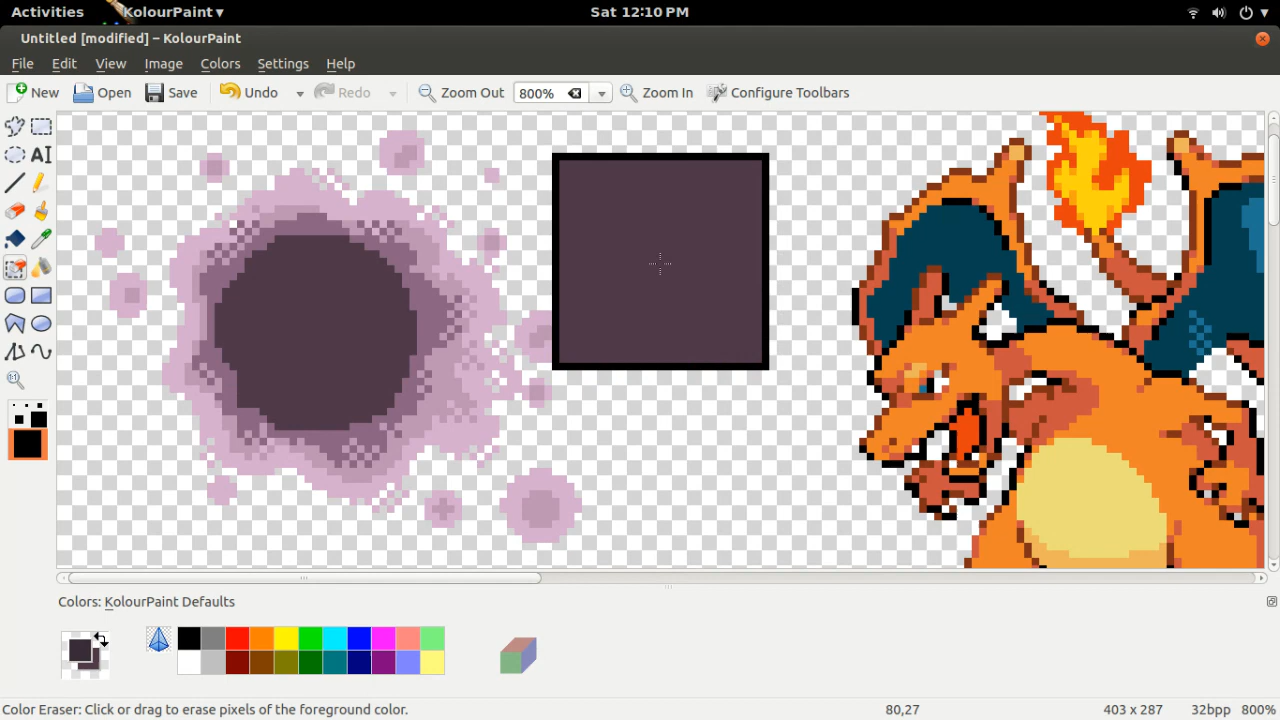 Activities KolourPaint ▾ Sat 12:10 PM
Untitled [modified] – KolourPaint
File Edit View Image Colors Settings Help
New Open Save Undo Redo Zoom Out 800% Zoom In Configure Toolbars
AI
Colors: KolourPaint Defaults
Color Eraser: Click or drag to erase pixels of the foreground color. 80,27 403 x 287 32bpp 800%